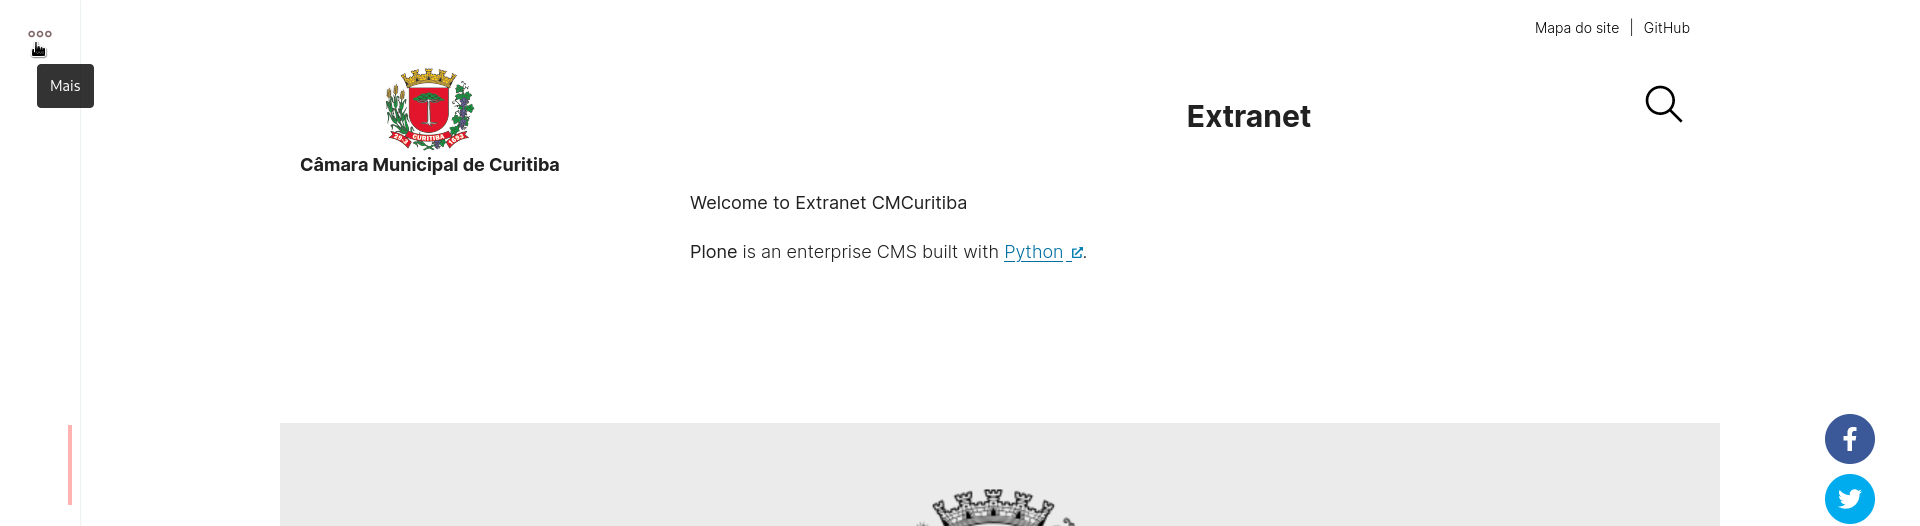 Mapa do site | GitHub
Mais
CURITIBA
Câmara Municipal de Curitiba
Extranet
Welcome to Extranet CMCuritiba
Plone is an enterprise CMS built with Python.